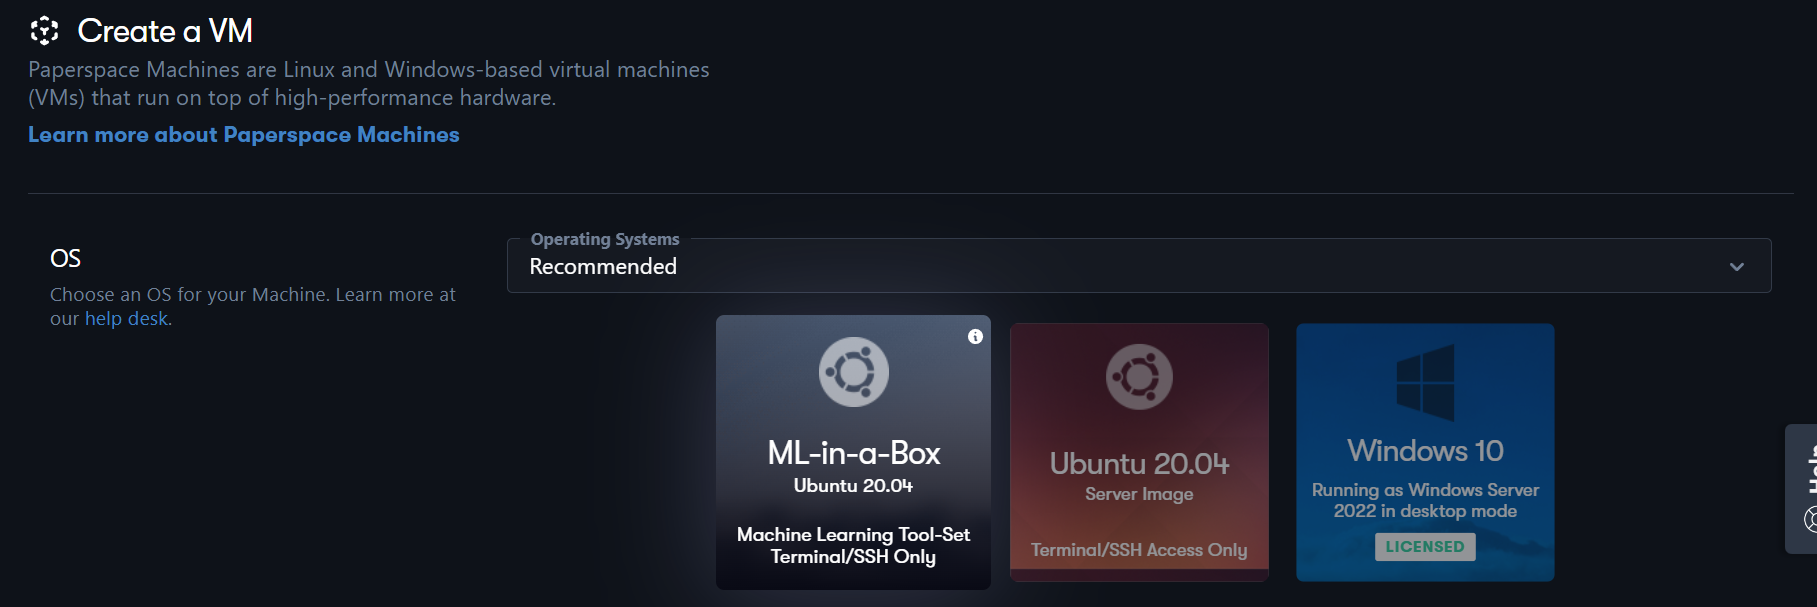 Create a VM
Paperspace Machines are Linux and Windows-based virtual machines
(VMs) that run on top of high-performance hardware.
Learn more about Paperspace Machines
OS
Choose an OS for your Machine. Learn more at
our help desk.
Operating Systems
Recommended
ML-in-a-Box
Ubuntu 20.04
Machine Learning Tool-Set
Terminal/SSH Only
Ubuntu 20.04
Server Image
Terminal/SSH Access Only
Windows 10
Running as Windows Server
2022 in desktop mode
LICENSED
Help